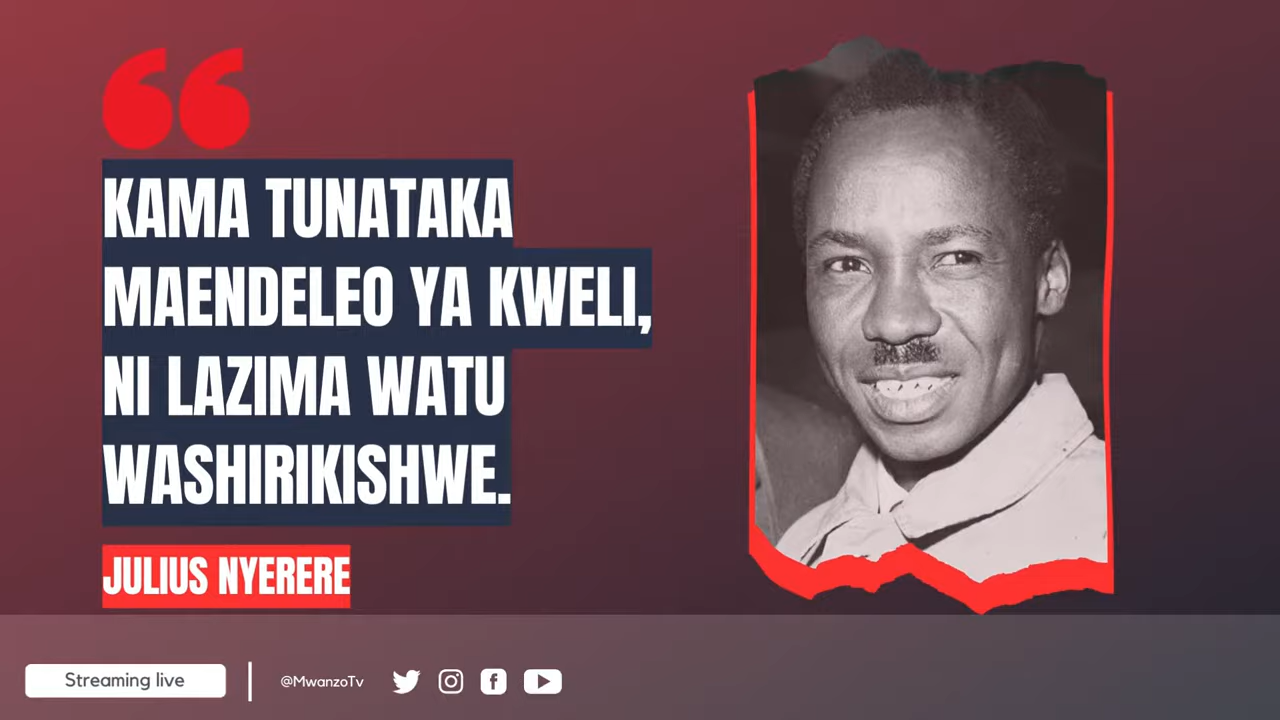 KAMA TUNATAKA
MAENDELEO YA KWELI,
NI LAZIMA WATU
WASHIRIKISHWE.
JULIUS NYERERE
Streaming live
@MwanzoTv